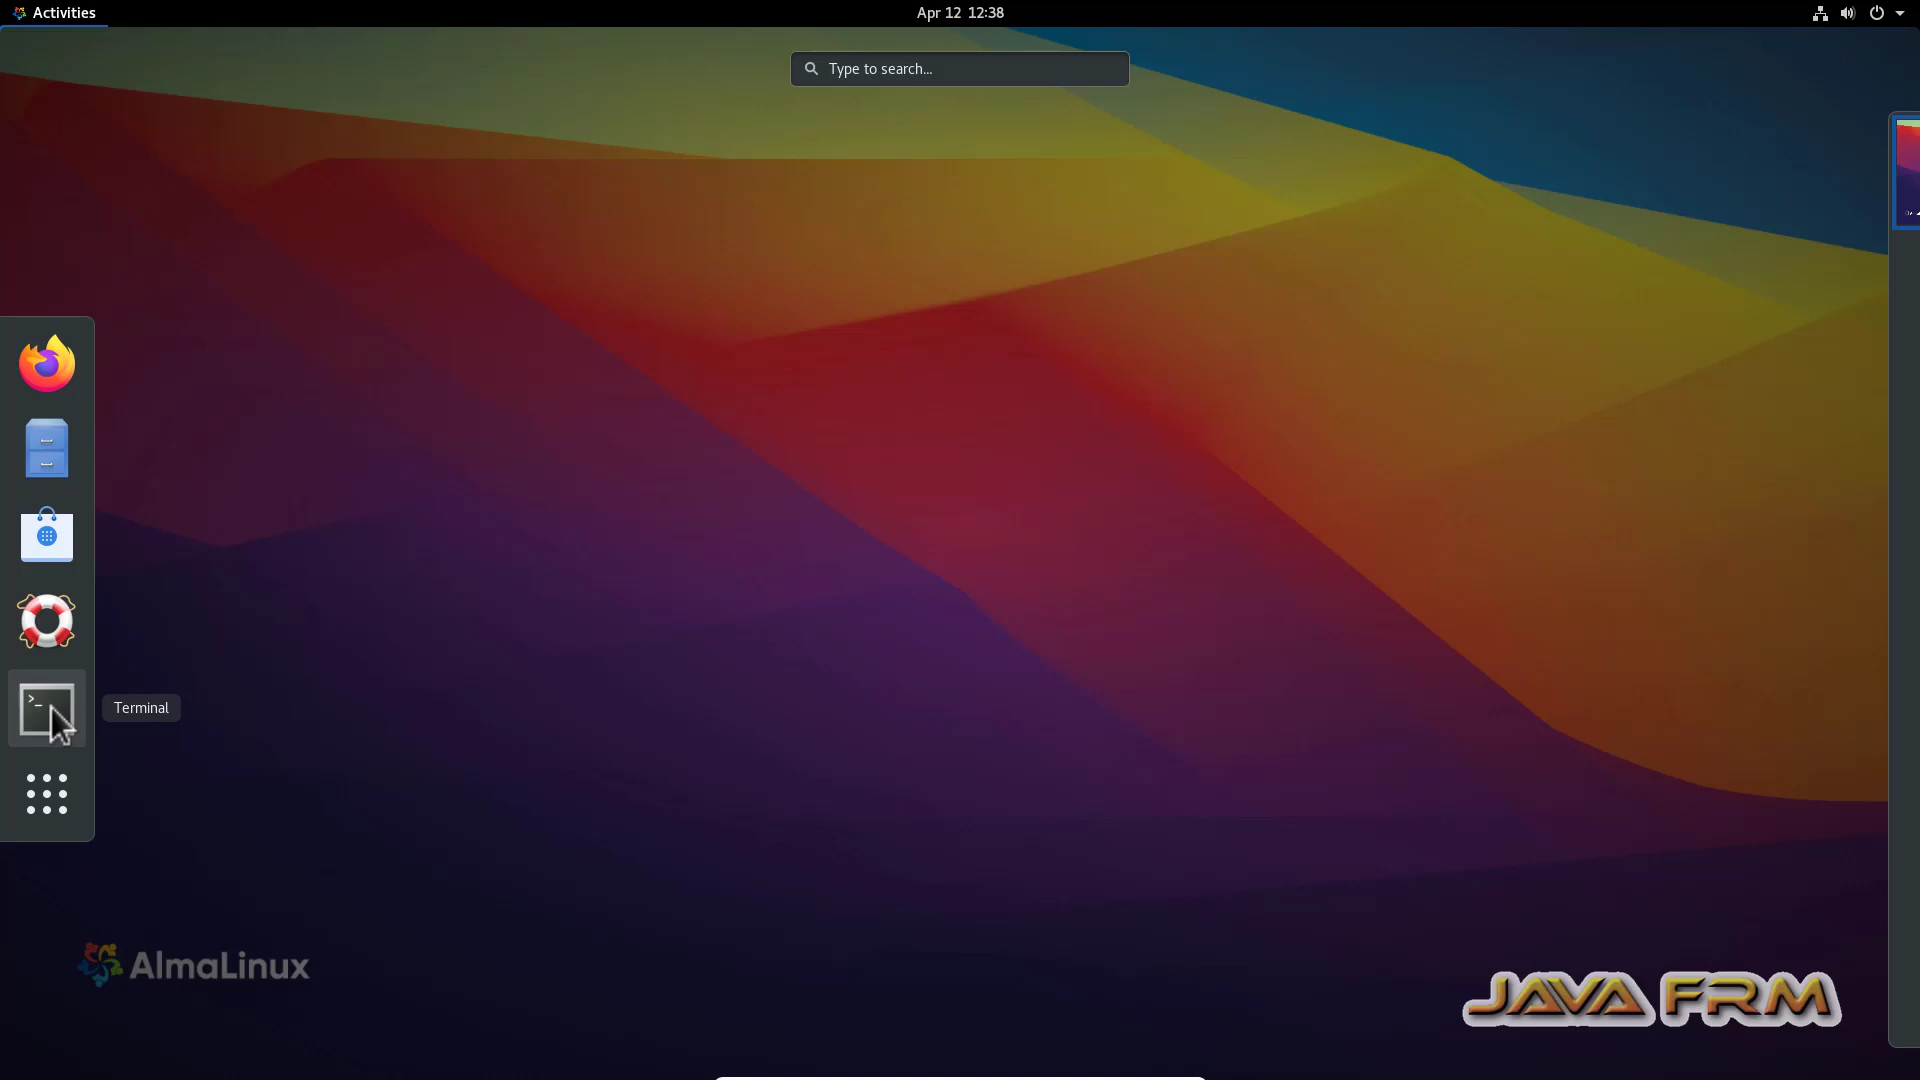 Activities
Apr 12 12:38
Type to search...
>_
Terminal
AlmaLinux
JAVA FRM